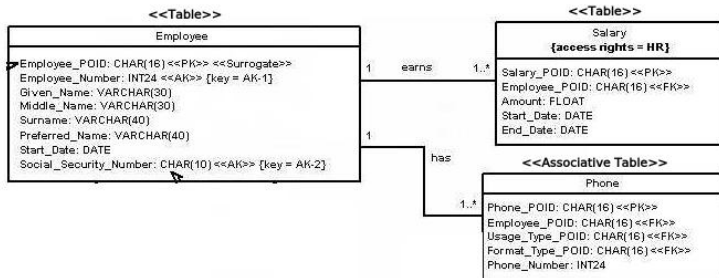 <<Table>>
Employee
Employee_POID: CHAR(16) <<PK>> <<Surrogate>>
Employee_Number: INT24 <<AK>> {key = AK-1}
Given_Name: VARCHAR(30)
Middle_Name: VARCHAR(30)
Surname: VARCHAR(40)
Preferred_Name: VARCHAR(40)
Start_Date: DATE
Social_Security_Number: CHAR(10) <<AK>> {key = AK-2}
1 earns 1..*
<<Table>>
Salary
{access rights = HR}
Salary_POID: CHAR(16) <<PK>>
Employee_POID: CHAR(16) <<FK>>
Amount: FLOAT
Start_Date: DATE
End_Date: DATE
1
has
1..*
<<Associative Table>>
Phone
Phone_POID: CHAR(16) <<PK>>
Employee_POID: CHAR(16) <<FK>>
Usage_Type_POID: CHAR(16) <<FK>>
Format_Type_POID: CHAR(16) <<FK>>
Phone_Number: INT24